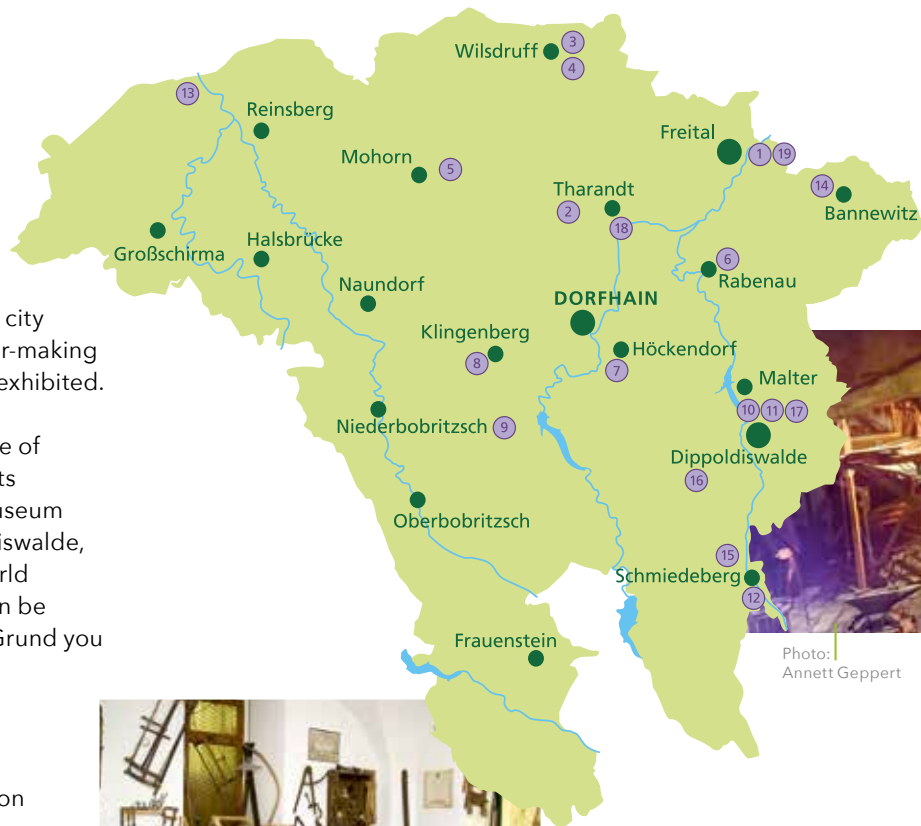 Wilsdruff
3
4
13
Reinsberg
Freital
1
19
Mohorn
5
14
Bannewitz
Tharandt
2
18
Großschirma
Halsbrücke
6
Rabenau
Naundorf
DORFHAIN
Klingenberg
8
Höckendorf
7
Malter
10
11
17
Niederbobritzsch
9
Dippoldiswalde
16
Oberbobritzsch
15
Schmiedeberg
12
Frauenstein
city
r-making
exhibited.
e of
ts
useum
iswalde,
rld
n be
Grund you
on
Photo:
Annett Geppert